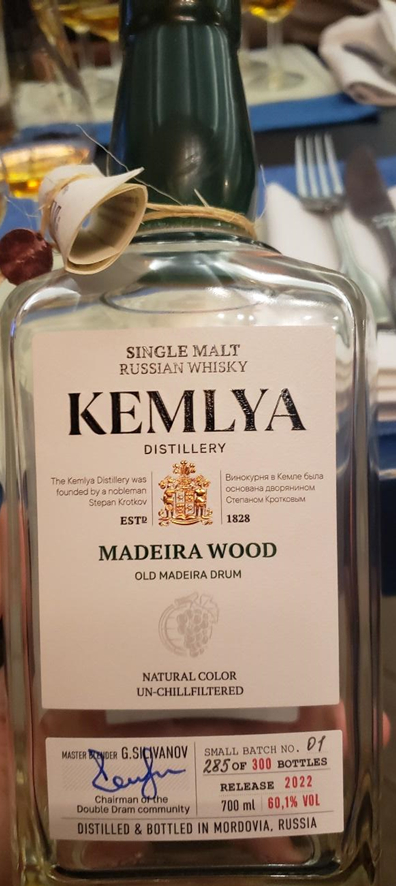 SINGLE MALT
RUSSIAN WHISKY
KEMLYA
DISTILLERY
The Kemlya Distillery was
founded by a nobleman
Stepan Krotkov
Винокурня в Кемле была
основана дворянином
Степаном Кротковым
ESTD 1828
MADEIRA WOOD
OLD MADEIRA DRUM
NATURAL COLOR
UN-CHILLFILTERED
MASTER BLENDER G.SICIVANOV
Chairman of the
Double Dram community
SMALL BATCH NO. 01
285 OF 300 BOTTLES
RELEASE 2022
700 ml 60,1% VOL
DISTILLED & BOTTLED IN MORDOVIA, RUSSIA